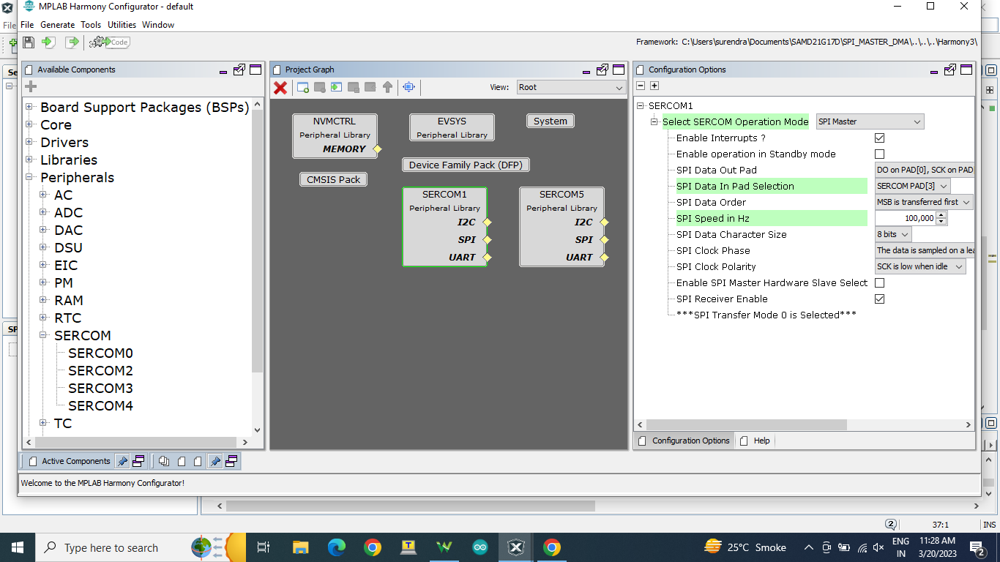 MPLAB Harmony Configurator - default
File
File Generate Tools Utilities Window
Code
Framework: C:\Users\surendra\Documents\SAMD21G17D\SPI_MASTER_DMA\..\..\..\Harmony3\
Available Components
Board Support Packages (BSPs)
Core
Drivers
Libraries
Peripherals
AC
ADC
DAC
DSU
EIC
PM
RAM
RTC
SERCOM
SERCOM0
SERCOM2
SERCOM3
SERCOM4
TC
Project Graph
View: Root
NVMCTRL
Peripheral Library
MEMORY
EVSYS
Peripheral Library
System
Device Family Pack (DFP)
CMSIS Pack
SERCOM1
Peripheral Library
I2C
SPI
UART
SERCOM5
Peripheral Library
I2C
SPI
UART
Configuration Options
SERCOM1
Select SERCOM Operation Mode SPI Master
Enable Interrupts ?
Enable operation in Standby mode
SPI Data Out Pad DO on PAD[0], SCK on PAD
SPI Data In Pad Selection SERCOM PAD[3]
SPI Data Order MSB is transferred first
SPI Speed in Hz 100,000
SPI Data Character Size 8 bits
SPI Clock Phase The data is sampled on a lea
SPI Clock Polarity SCK is low when idle
Enable SPI Master Hardware Slave Select
SPI Receiver Enable
***SPI Transfer Mode 0 is Selected***
Configuration Options Help
Se
SP
Active Components
Welcome to the MPLAB Harmony Configurator!
2 37:1 INS
Type here to search
25°C Smoke
ENG
IN
11:28 AM
3/20/2023
2